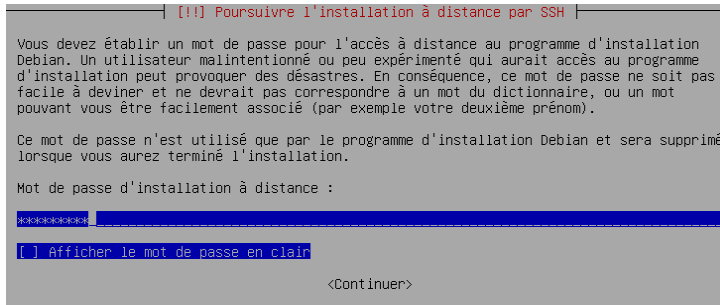 [!!] Poursuivre l'installation à distance par SSH
Vous devez établir un mot de passe pour l'accès à distance au programme d'installation
Debian. Un utilisateur malintentionné ou peu expérimenté qui aurait accès au programme
d'installation peut provoquer des désastres. En conséquence, ce mot de passe ne soit pas
facile à deviner et ne devrait pas correspondre à un mot du dictionnaire, ou un mot
pouvant vous être facilement associé (par exemple votre deuxième prénom).
Ce mot de passe n'est utilisé que par le programme d'installation Debian et sera supprimé
lorsque vous aurez terminé l'installation.
Mot de passe d'installation à distance :
*********
[ ] Afficher le mot de passe en clair
<Continuer>